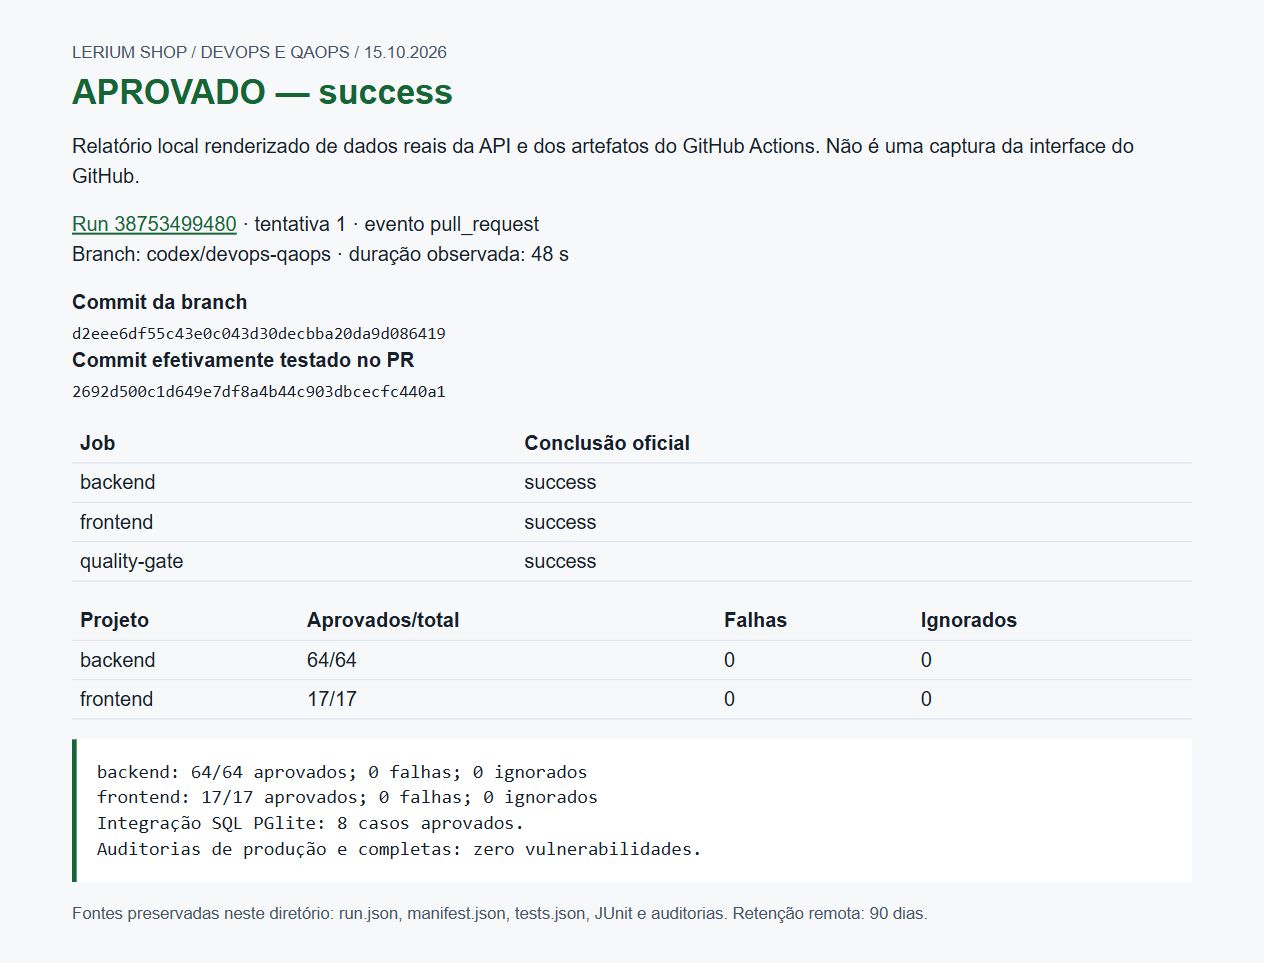 LERIUM SHOP / DEVOPS E QAOPS / 15.10.2026
APROVADO — success
Relatório local renderizado de dados reais da API e dos artefatos do GitHub Actions. Não é uma captura da interface do
GitHub.
Run 38753499480 · tentativa 1 · evento pull_request
Branch: codex/devops-qaops · duração observada: 48 s
Commit da branch
d2eee6df55c43e0c043d30decbba20da9d086419
Commit efetivamente testado no PR
2692d500c1d649e7df8a4b44c903dbcecfc440a1
Job Conclusão oficial
backend success
frontend success
quality-gate success
Projeto Aprovados/total Falhas Ignorados
backend 64/64 0 0
frontend 17/17 0 0
backend: 64/64 aprovados; 0 falhas; 0 ignorados
frontend: 17/17 aprovados; 0 falhas; 0 ignorados
Integração SQL PGlite: 8 casos aprovados.
Auditorias de produção e completas: zero vulnerabilidades.
Fontes preservadas neste diretório: run.json, manifest.json, tests.json, JUnit e auditorias. Retenção remota: 90 dias.